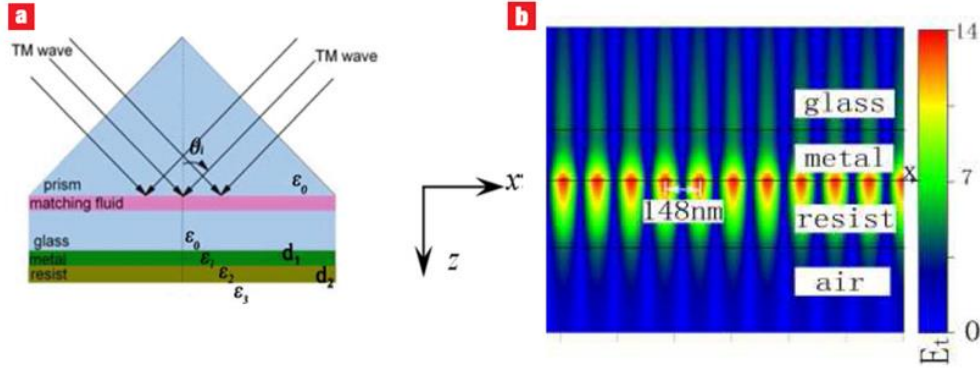 a
TM wave
TM wave
θi
prism
ε0
matching fluid
glass
ε0
metal
ε1
d1
resist
ε2
d2
ε3
x
z
b
glass
metal
x
148nm
resist
air
14
7
0
Et